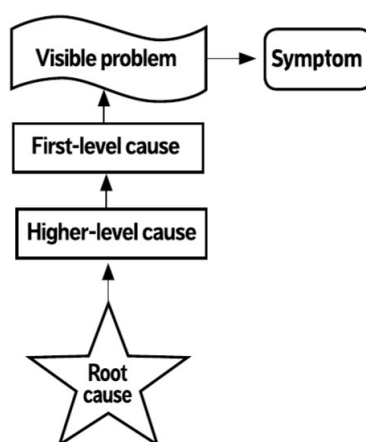 Visible problem
Symptom
First-level cause
Higher-level cause
Root
cause